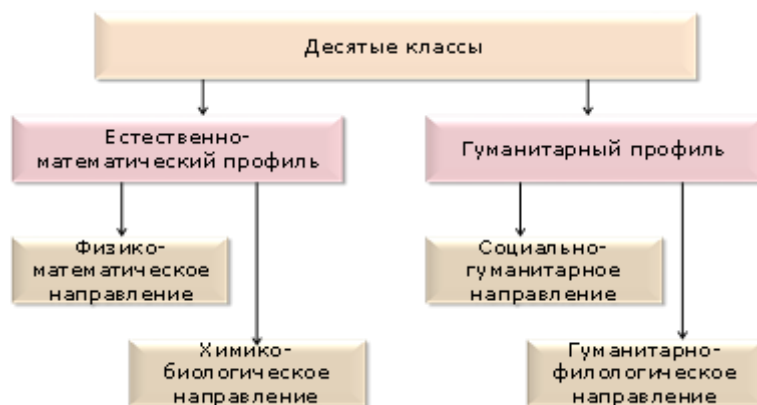 Десятые классы
Естественно-
математический профиль
Гуманитарный профиль
Физико-
математическое
направление
Социально-
гуманитарное
направление
Химико-
биологическое
направление
Гуманитарно-
филологическое
направление